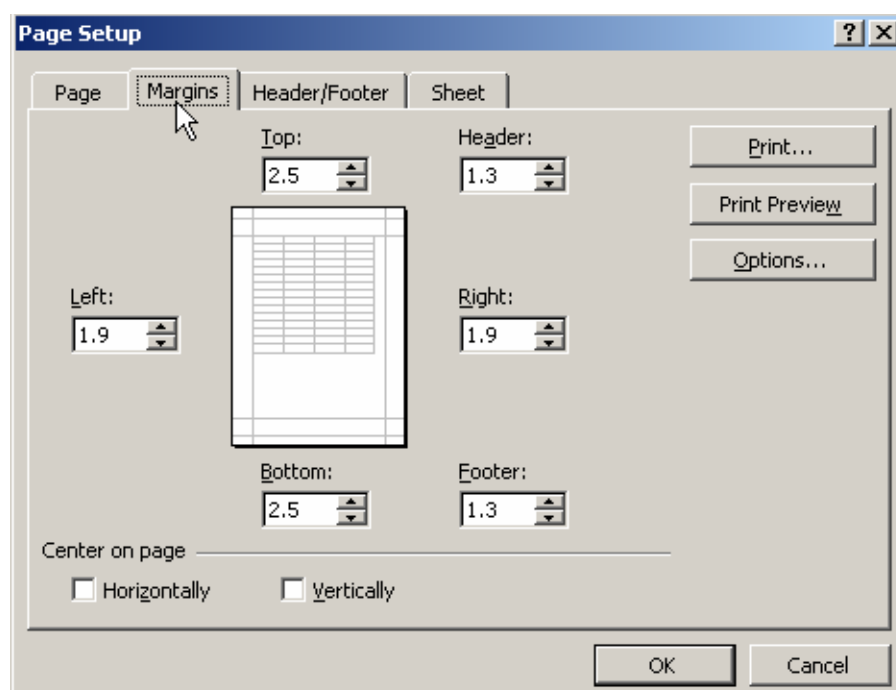 Page Setup
Page Margins Header/Footer Sheet
Top: Header: Print...
2.5 1.3
Print Preview
Options...
Left: Right:
1.9 1.9
Bottom: Footer:
2.5 1.3
Center on page
Horizontally Vertically
OK Cancel